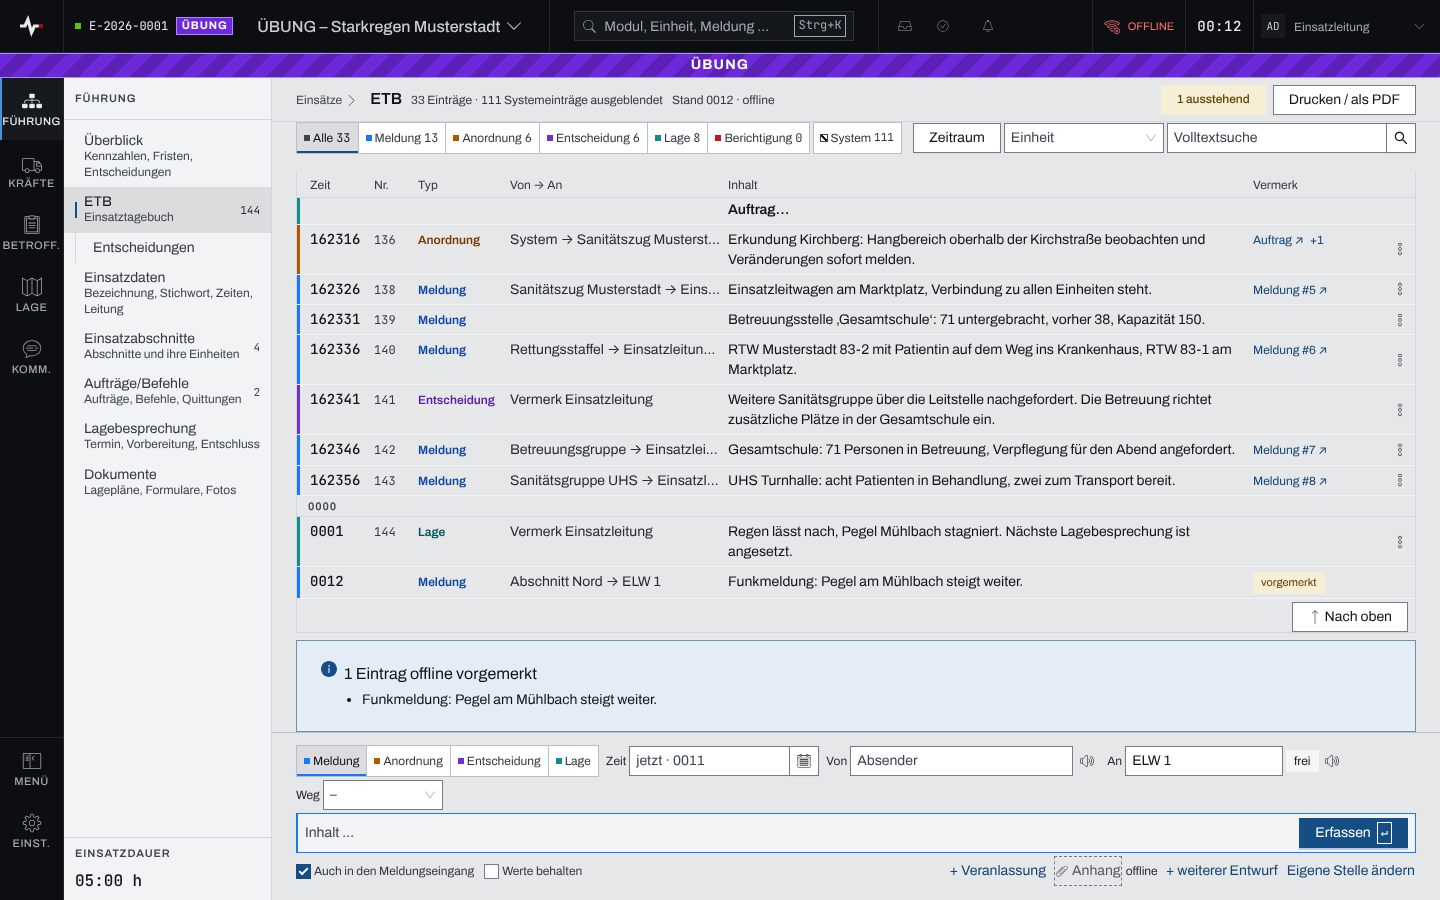 E-2026-0001 ÜBUNG ÜBUNG – Starkregen Musterstadt Modul, Einheit, Meldung ... Strg+K OFFLINE 00:12 AD Einsatzleitung
ÜBUNG
FÜHRUNG
KRÄFTE
BETROFF.
LAGE
KOMM.
MENÜ
EINST.
FÜHRUNG
Überblick
Kennzahlen, Fristen,
Entscheidungen
ETB
Einsatztagebuch
144
Entscheidungen
Einsatzdaten
Bezeichnung, Stichwort, Zeiten,
Leitung
Einsatzabschnitte
Abschnitte und ihre Einheiten
4
Aufträge/Befehle
Aufträge, Befehle, Quittungen
2
Lagebesprechung
Termin, Vorbereitung, Entschluss
Dokumente
Lagepläne, Formulare, Fotos
EINSATZDAUER
05:00 h
Einsätze ETB 33 Einträge · 111 Systemeinträge ausgeblendet Stand 0012 · offline 1 ausstehend Drucken / als PDF
Alle 33 Meldung 13 Anordnung 6 Entscheidung 6 Lage 8 Berichtigung 0 System 111 Zeitraum Einheit Volltextsuche
Zeit Nr. Typ Von → An Inhalt Vermerk
Auftrag...
162316 136 Anordnung System → Sanitätszug Musterst... Erkundung Kirchberg: Hangbereich oberhalb der Kirchstraße beobachten und Auftrag ↗ +1
Veränderungen sofort melden.
162326 138 Meldung Sanitätszug Musterstadt → Eins... Einsatzleitwagen am Marktplatz, Verbindung zu allen Einheiten steht. Meldung #5 ↗
162331 139 Meldung Betreuungsstelle ‚Gesamtschule‘: 71 untergebracht, vorher 38, Kapazität 150.
162336 140 Meldung Rettungsstaffel → Einsatzleitun... RTW Musterstadt 83-2 mit Patientin auf dem Weg ins Krankenhaus, RTW 83-1 am Meldung #6 ↗
Marktplatz.
162341 141 Entscheidung Vermerk Einsatzleitung Weitere Sanitätsgruppe über die Leitstelle nachgefordert. Die Betreuung richtet
zusätzliche Plätze in der Gesamtschule ein.
162346 142 Meldung Betreuungsgruppe → Einsatzlei... Gesamtschule: 71 Personen in Betreuung, Verpflegung für den Abend angefordert. Meldung #7 ↗
162356 143 Meldung Sanitätsgruppe UHS → Einsatzl... UHS Turnhalle: acht Patienten in Behandlung, zwei zum Transport bereit. Meldung #8 ↗
0000
0001 144 Lage Vermerk Einsatzleitung Regen lässt nach, Pegel Mühlbach stagniert. Nächste Lagebesprechung ist
angesetzt.
0012 Meldung Abschnitt Nord → ELW 1 Funkmeldung: Pegel am Mühlbach steigt weiter. vorgemerkt
↑ Nach oben
1 Eintrag offline vorgemerkt
• Funkmeldung: Pegel am Mühlbach steigt weiter.
Meldung Anordnung Entscheidung Lage Zeit jetzt · 0011 Von Absender An ELW 1 frei
Weg –
Inhalt ... Erfassen ↵
Auch in den Meldungseingang Werte behalten + Veranlassung Anhang offline + weiterer Entwurf Eigene Stelle ändern